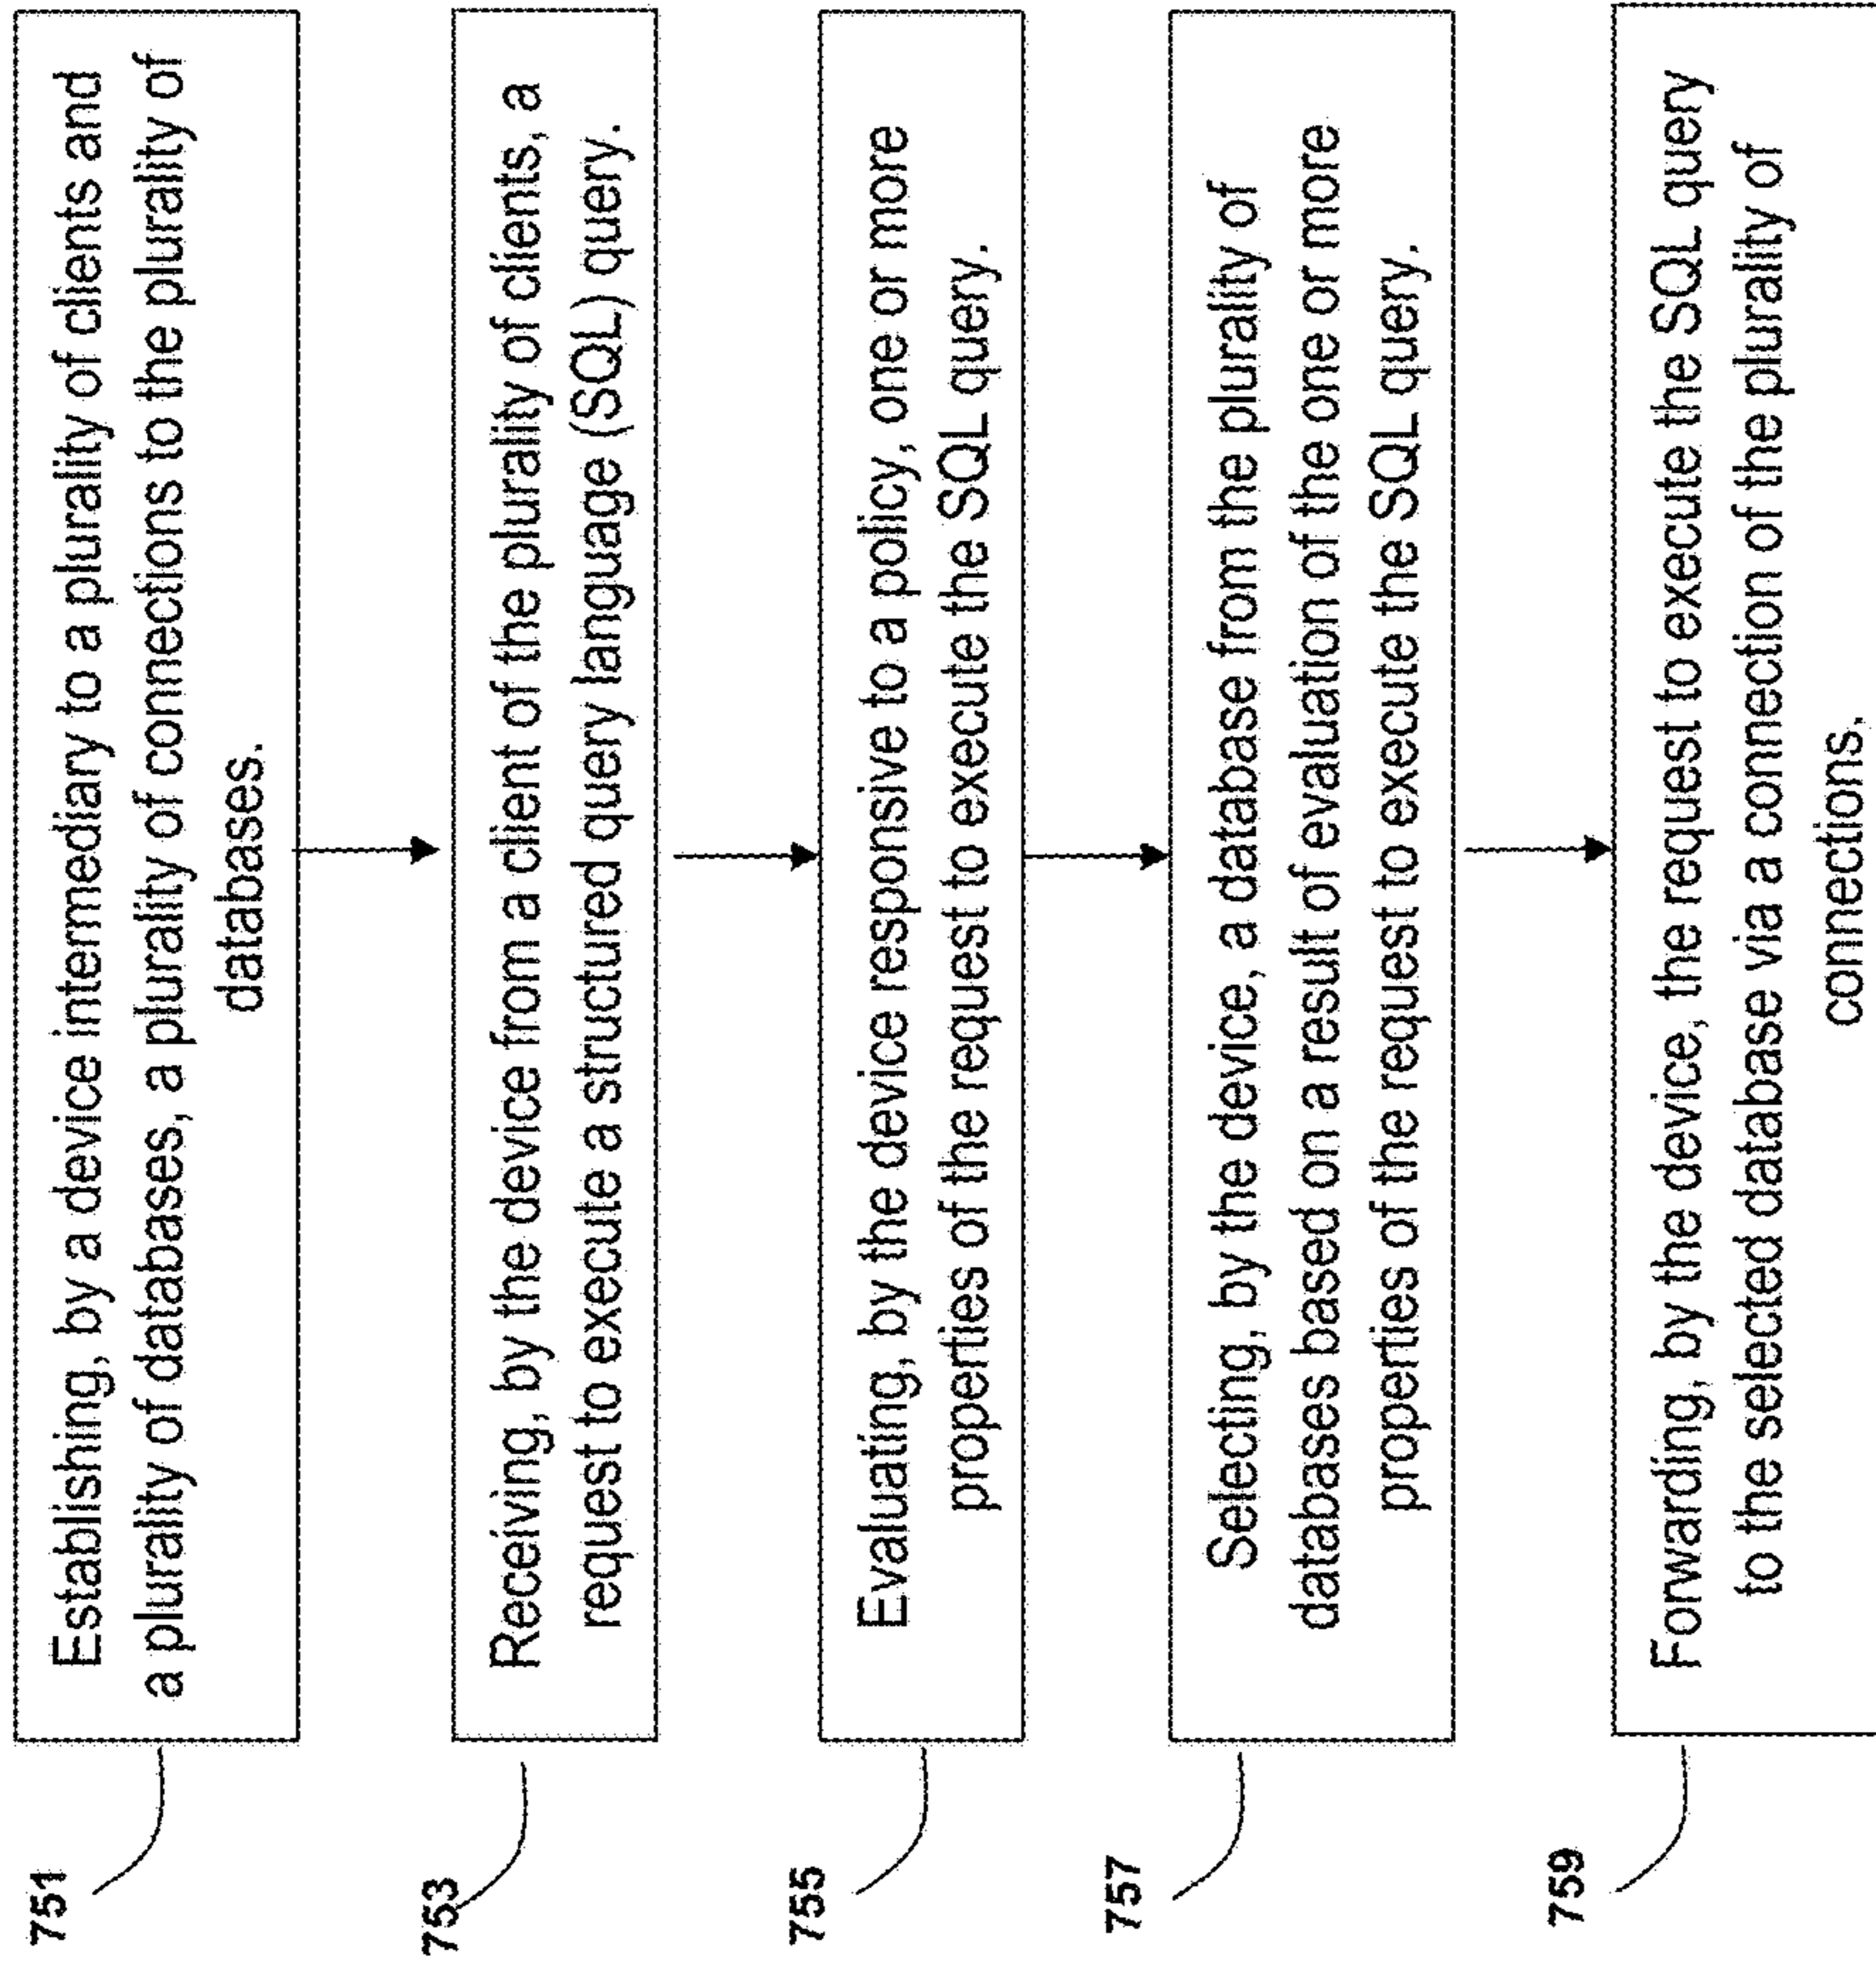 751
Establishing, by a device intermediary to a plurality of clients and
a plurality of databases, a plurality of connections to the plurality of
databases.
753
Receiving, by the device from a client of the plurality of clients, a
request to execute a structured query language (SQL) query.
755
Evaluating, by the device responsive to a policy, one or more
properties of the request to execute the SQL query.
757
Selecting, by the device, a database from the plurality of
databases based on a result of evaluation of the one or more
properties of the request to execute the SQL query.
759
Forwarding, by the device, the request to execute the SQL query
to the selected database via a connection of the plurality of
connections.